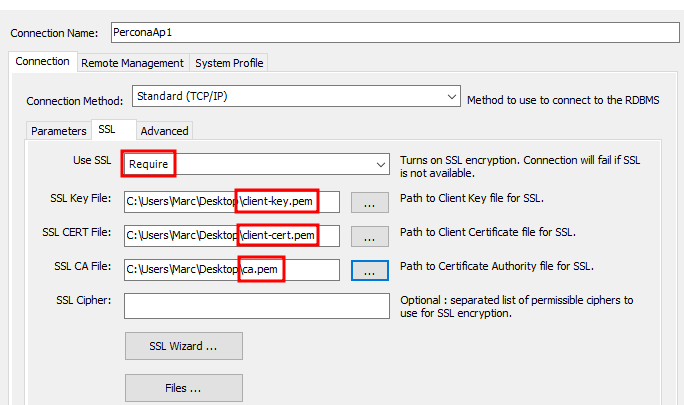 Connection Name: PerconaAp1
Connection Remote Management System Profile
Connection Method: Standard (TCP/IP) Method to use to connect to the RDBMS
Parameters SSL Advanced
Use SSL Require Turns on SSL encryption. Connection will fail if SSL
is not available.
SSL Key File: C:\Users\Marc\Desktop\client-key.pem ... Path to Client Key file for SSL.
SSL CERT File: C:\Users\Marc\Desktop\client-cert.pem ... Path to Client Certificate file for SSL.
SSL CA File: C:\Users\Marc\Desktop\ca.pem ... Path to Certificate Authority file for SSL.
SSL Cipher: Optional : separated list of permissible ciphers to
use for SSL encryption.
SSL Wizard ...
Files ...